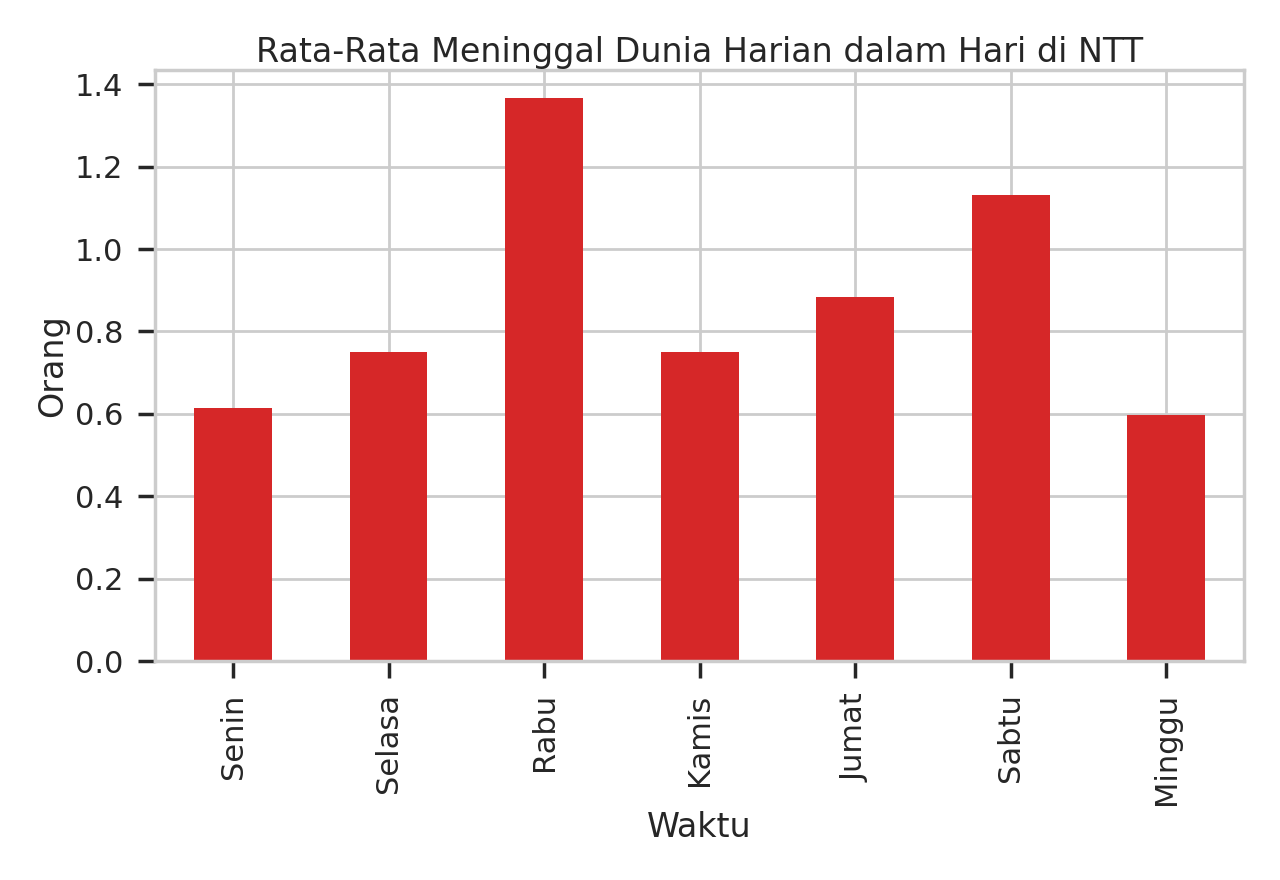 Rata-Rata Meninggal Dunia Harian dalam Hari di NTT
1.4
1.2
1.0
0.8
0.6
0.4
0.2
0.0
Orang
Senin
Selasa
Rabu
Kamis
Jumat
Sabtu
Minggu
Waktu